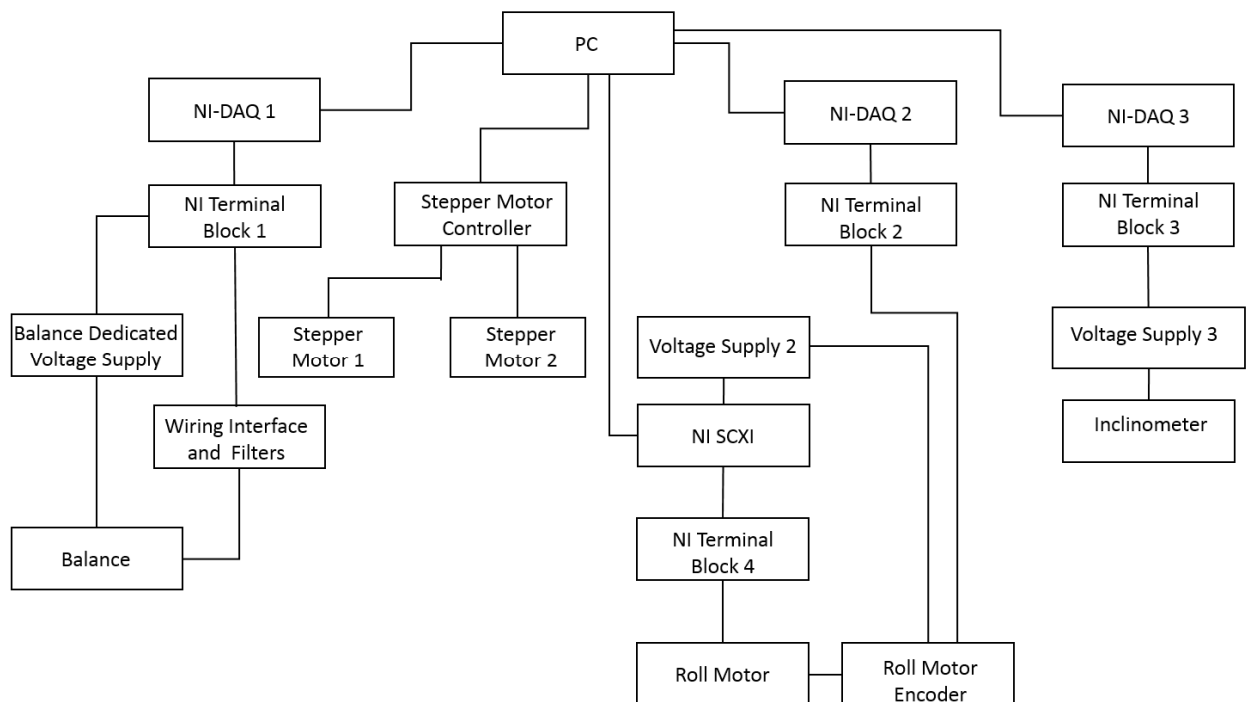 PC
NI-DAQ 1
NI-DAQ 2
NI-DAQ 3
NI Terminal
Block 1
Stepper Motor
Controller
NI Terminal
Block 2
NI Terminal
Block 3
Balance Dedicated
Voltage Supply
Stepper
Motor 1
Stepper
Motor 2
Voltage Supply 2
Voltage Supply 3
Wiring Interface
and Filters
NI SCXI
Inclinometer
Balance
NI Terminal
Block 4
Roll Motor
Roll Motor
Encoder